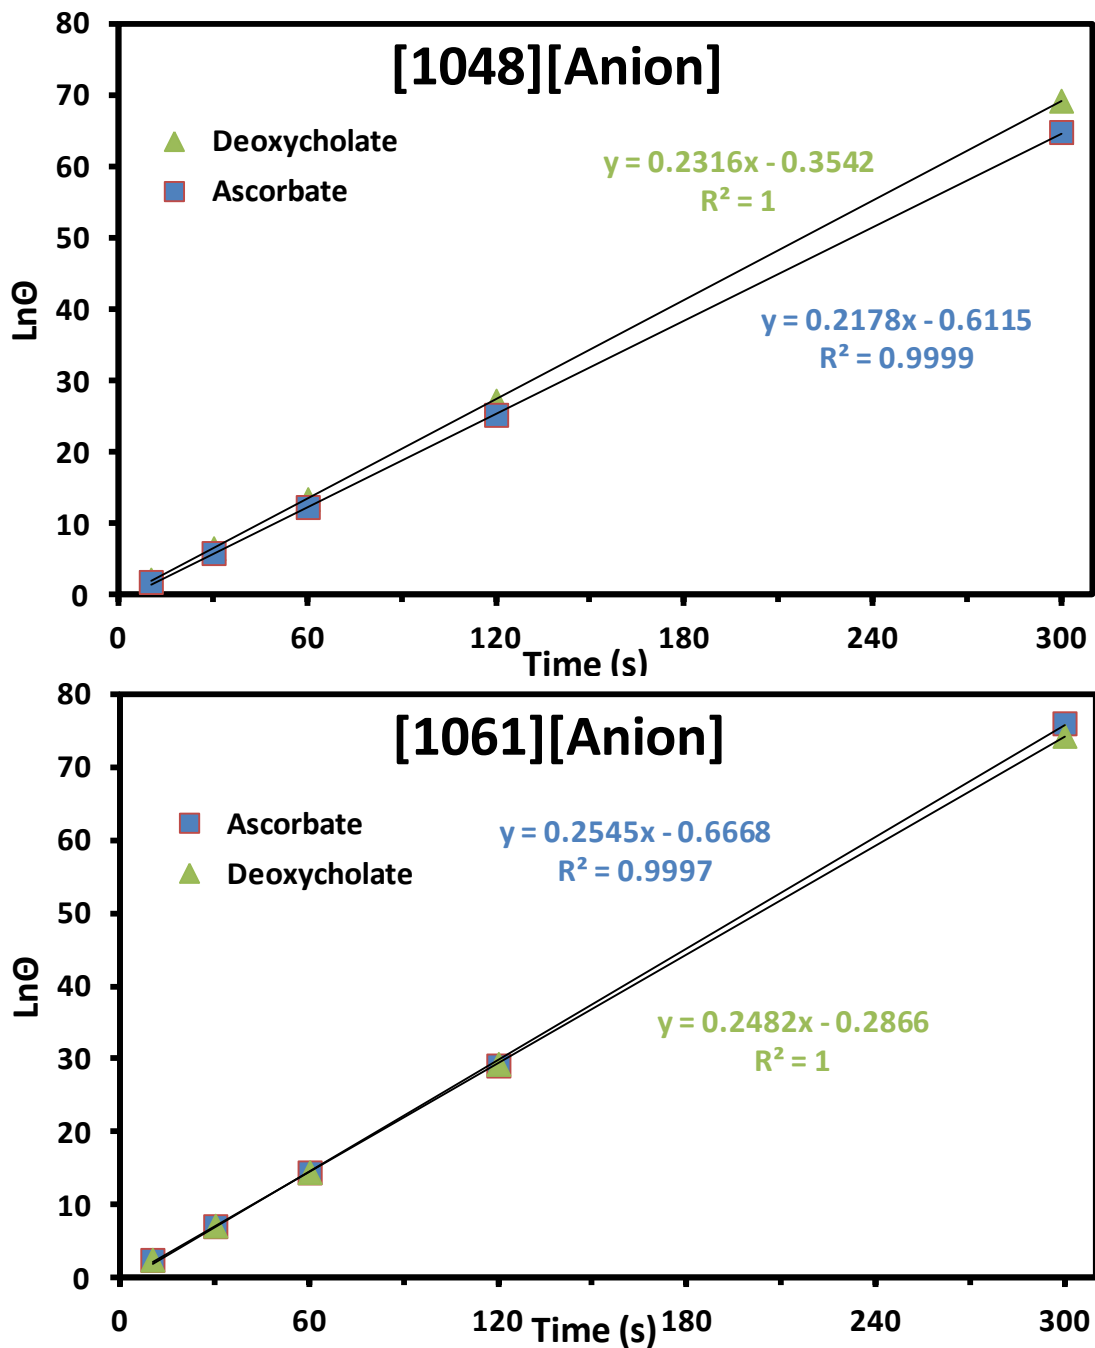 [1048][Anion]
80
70
60
50
40
30
20
10
0
LnΘ
Deoxycholate
Ascorbate
y = 0.2316x - 0.3542
R² = 1
y = 0.2178x - 0.6115
R² = 0.9999
0 60 120 180 240 300
Time (s)
[1061][Anion]
80
70
60
50
40
30
20
10
0
LnΘ
Ascorbate
Deoxycholate
y = 0.2545x - 0.6668
R² = 0.9997
y = 0.2482x - 0.2866
R² = 1
0 60 120 180 240 300
Time (s)